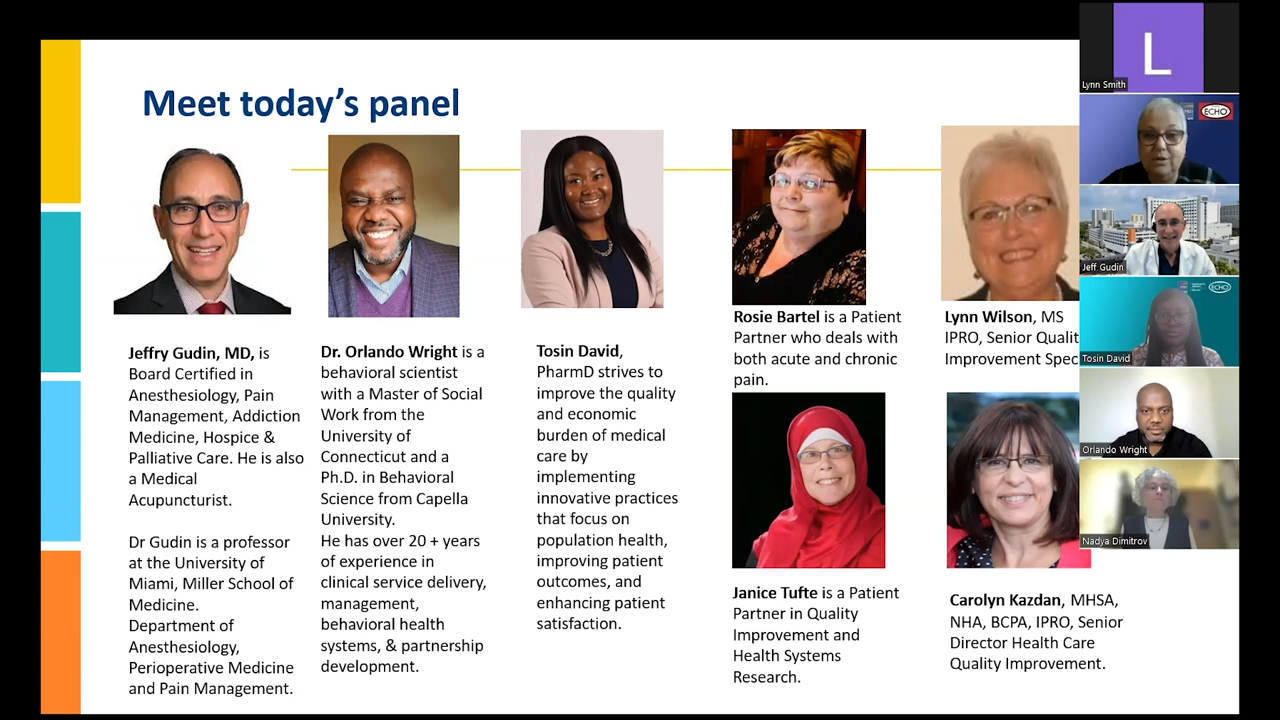 Meet today's panel
Jeffry Gudin, MD, is
Board Certified in
Anesthesiology, Pain
Management, Addiction
Medicine, Hospice &
Palliative Care. He is also
a Medical
Acupuncturist.
Dr Gudin is a professor
at the University of
Miami, Miller School of
Medicine.
Department of
Anesthesiology,
Perioperative Medicine
and Pain Management.
Dr. Orlando Wright is a
behavioral scientist
with a Master of Social
Work from the
University of
Connecticut and a
Ph.D. in Behavioral
Science from Capella
University.
He has over 20 + years
of experience in
clinical service delivery,
management,
behavioral health
systems, & partnership
development.
Tosin David,
PharmD strives to
improve the quality
and economic
burden of medical
care by
implementing
innovative practices
that focus on
population health,
improving patient
outcomes, and
enhancing patient
satisfaction.
Rosie Bartel is a Patient
Partner who deals with
both acute and chronic
pain.
Janice Tufte is a Patient
Partner in Quality
Improvement and
Health Systems
Research.
Lynn Wilson, MS
IPRO, Senior Qualit
Improvement Spec
Carolyn Kazdan, MHSA,
NHA, BCPA, IPRO, Senior
Director Health Care
Quality Improvement.
L
Lynn Smith
ECHO
Jeff Gudin
ECHO
Tosin David
Orlando Wright
Nadya Dimitrov